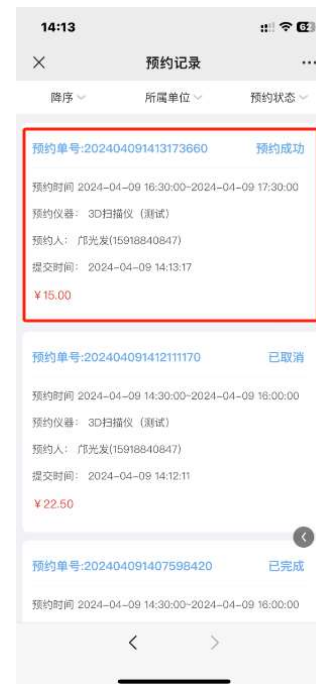 14:13
62
预约记录
降序
所属单位
预约状态
预约单号:202404091413173660 预约成功
预约时间 2024-04-09 16:30:00-2024-04-09 17:30:00
预约仪器： 3D扫描仪（测试）
预约人： 邝光发(15918840847)
提交时间： 2024-04-09 14:13:17
¥15.00
预约单号:202404091412111170 已取消
预约时间 2024-04-09 14:30:00-2024-04-09 16:00:00
预约仪器： 3D扫描仪（测试）
预约人： 邝光发(15918840847)
提交时间： 2024-04-09 14:12:11
¥22.50
预约单号:202404091407598420 已完成
预约时间 2024-04-09 14:30:00-2024-04-09 16:00:00